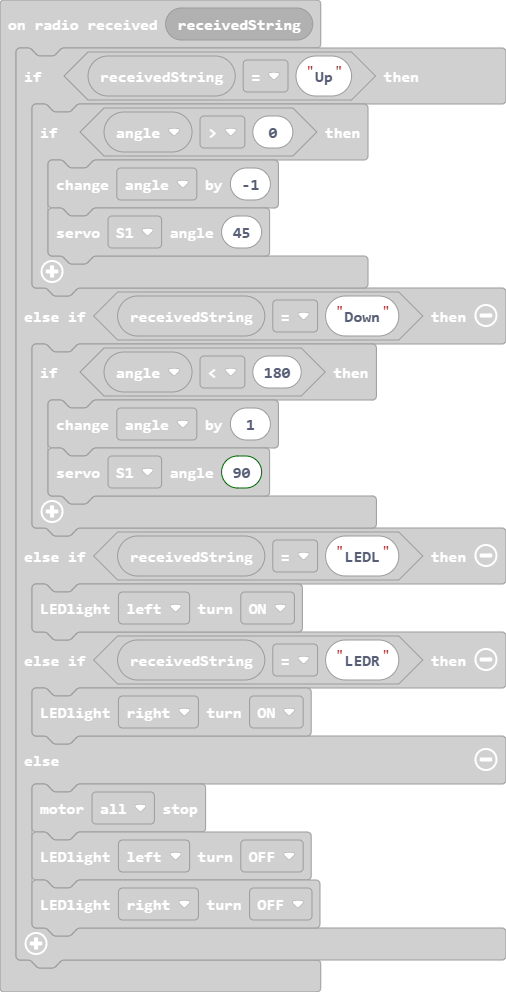 on radio received receivedString
if receivedString = "Up" then
if angle > 0 then
change angle by -1
servo S1 angle 45
else if receivedString = "Down" then
if angle < 180 then
change angle by 1
servo S1 angle 90
else if receivedString = "LEDL" then
LEDlight left turn ON
else if receivedString = "LEDR" then
LEDlight right turn ON
else
motor all stop
LEDlight left turn OFF
LEDlight right turn OFF